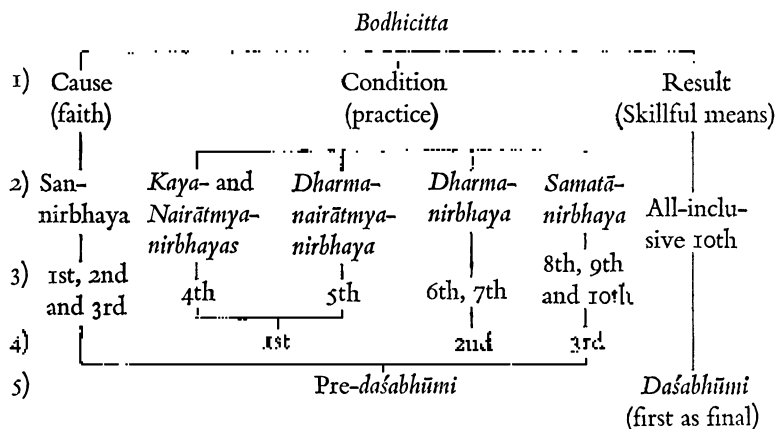 Bodhicitta
1) Cause Condition Result
(faith) (practice) (Skillful means)
2) San- Kaya- and Dharma- Dharma- Samatā-
nirbhaya Nairātmya- nairātmya- nirbhaya nirbhaya All-inclu-
nirbhayas nirbhaya sive 10th
3) 1st, 2nd 8th, 9th
and 3rd 4th 5th 6th, 7th and 10th
4) 1st 2nd 3rd
5) Pre-daśabhūmi Daśabhūmi
(first as final)